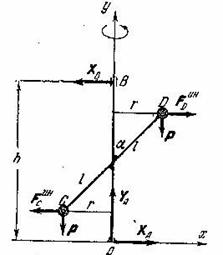 y
X_B B
r D F_D^ин
l α l P
h
F_C^ин C r Y_A
P X_A x